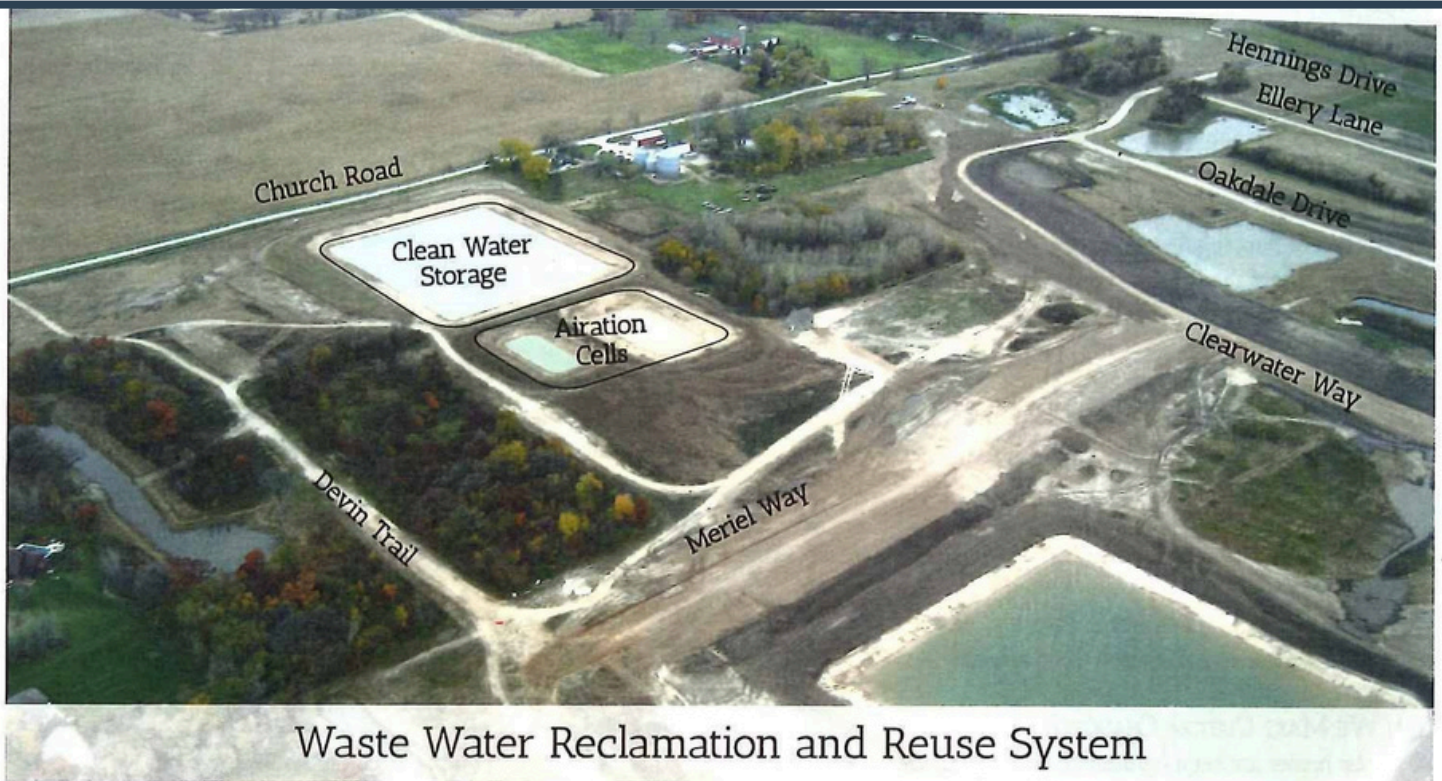 Hennings Drive
Ellery Lane
Oakdale Drive
Church Road
Clean Water
Storage
Airation
Cells
Clearwater Way
Devin Trail
Meriel Way
Waste Water Reclamation and Reuse System